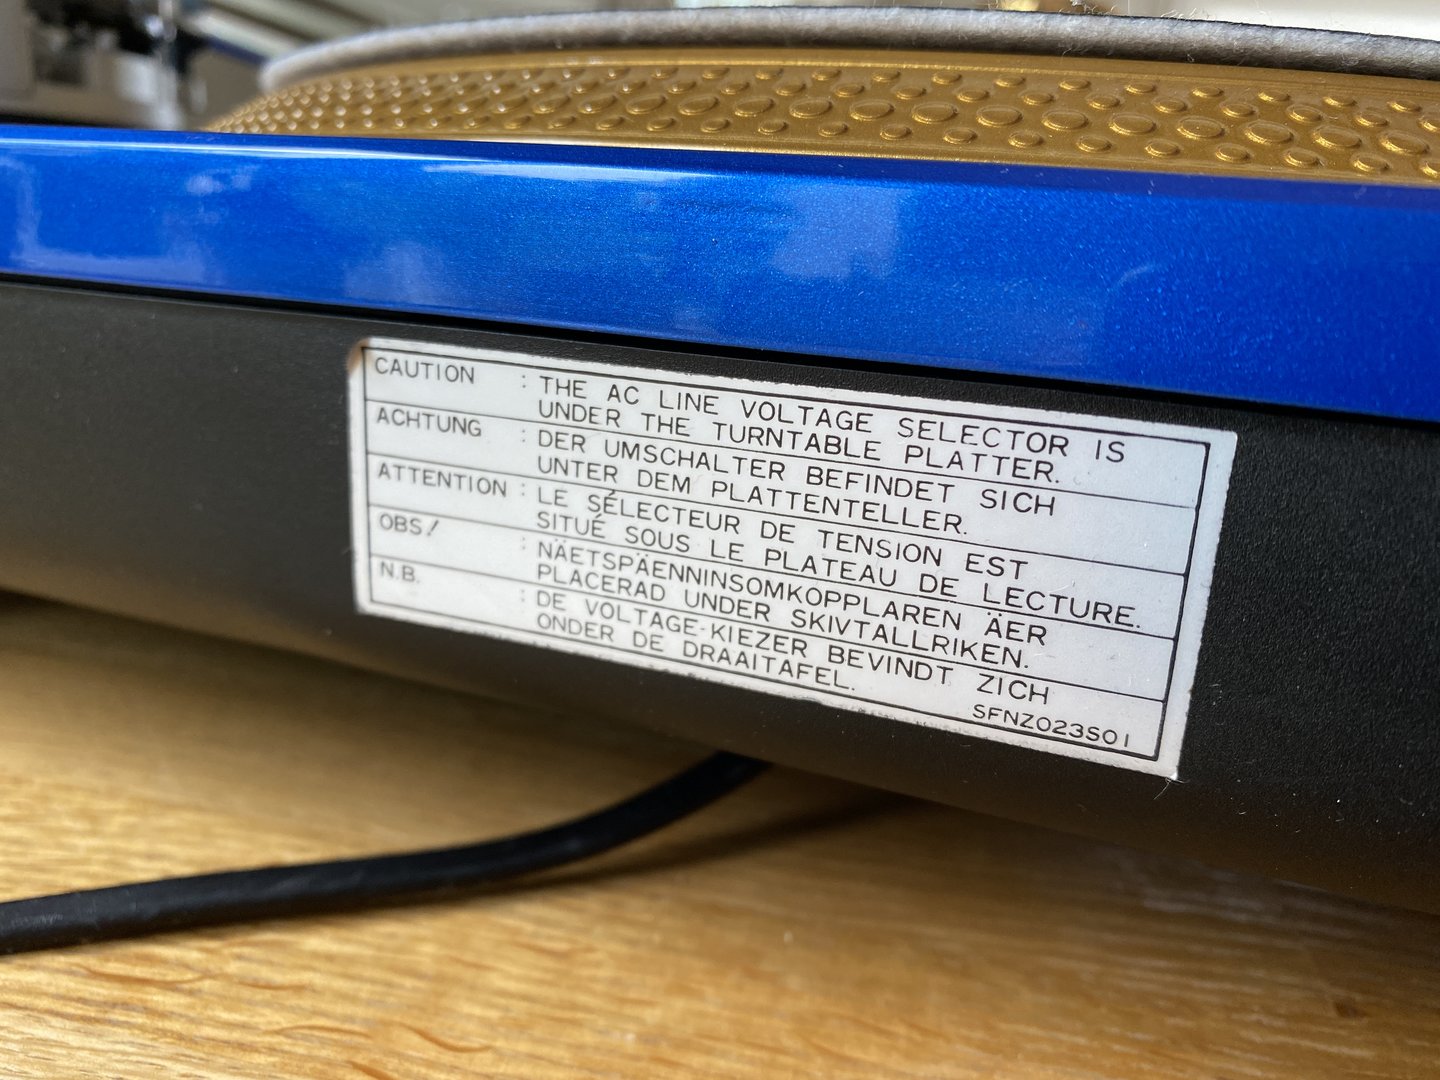 CAUTION : THE AC LINE VOLTAGE SELECTOR IS
UNDER THE TURNTABLE PLATTER.
ACHTUNG : DER UMSCHALTER BEFINDET SICH
UNTER DEM PLATTENTELLER.
ATTENTION : LE SÉLECTEUR DE TENSION EST
SITUÉ SOUS LE PLATEAU DE LECTURE.
OBS/ : NÄETSPÄENNINSOMKOPPLAREN ÄER
PLACERAD UNDER SKIVTALLRIKEN.
N.B. : DE VOLTAGE-KIEZER BEVINDT ZICH
ONDER DE DRAAITAFEL.
SFNZ023S01